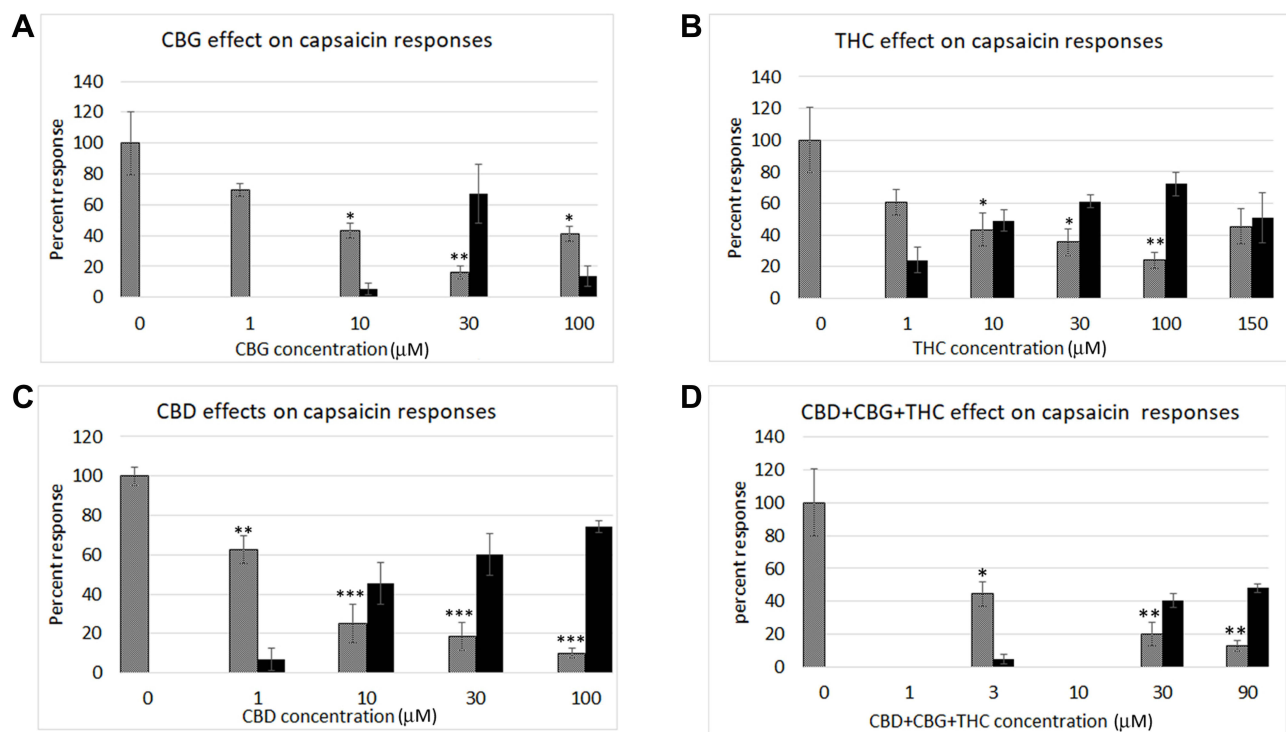 A
CBG effect on capsaicin responses
Percent response
140
120
100
80
60
40
20
0
*
**
*
0 1 10 30 100
CBG concentration (μM)
B
THC effect on capsaicin responses
Percent response
140
120
100
80
60
40
20
0
*
*
**
0 1 10 30 100 150
THC concentration (μM)
C
CBD effects on capsaicin responses
Percent response
120
100
80
60
40
20
0
**
***
***
***
0 1 10 30 100
CBD concentration (μM)
D
CBD+CBG+THC effect on capsaicin responses
percent response
140
120
100
80
60
40
20
0
*
**
**
0 1 3 10 30 90
CBD+CBG+THC concentration (μM)